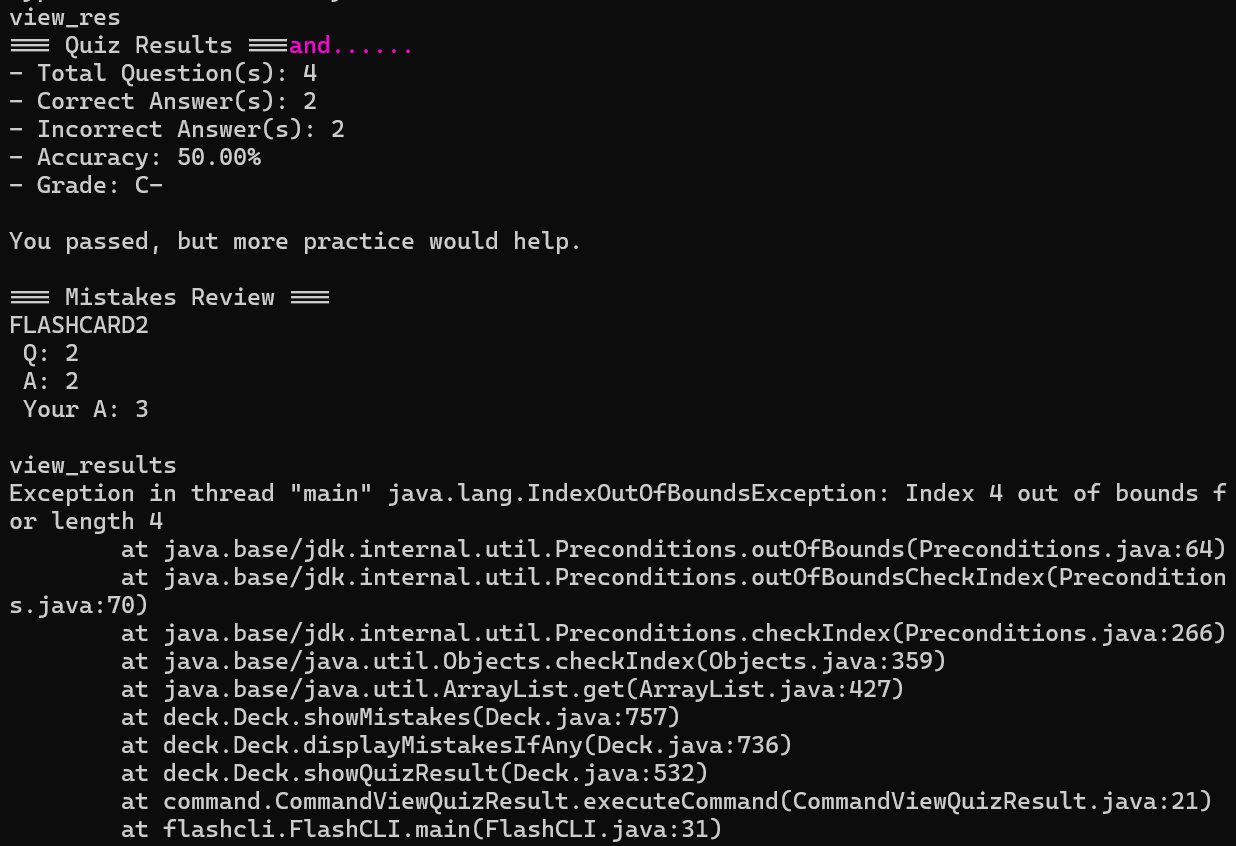 view_res
=== Quiz Results ===and......
- Total Question(s): 4
- Correct Answer(s): 2
- Incorrect Answer(s): 2
- Accuracy: 50.00%
- Grade: C-
You passed, but more practice would help.
=== Mistakes Review ===
FLASHCARD2
Q: 2
A: 2
Your A: 3
view_results
Exception in thread "main" java.lang.IndexOutOfBoundsException: Index 4 out of bounds f
or length 4
at java.base/jdk.internal.util.Preconditions.outOfBounds(Preconditions.java:64)
at java.base/jdk.internal.util.Preconditions.outOfBoundsCheckIndex(Precondition
s.java:70)
at java.base/jdk.internal.util.Preconditions.checkIndex(Preconditions.java:266)
at java.base/java.util.Objects.checkIndex(Objects.java:359)
at java.base/java.util.ArrayList.get(ArrayList.java:427)
at deck.Deck.showMistakes(Deck.java:757)
at deck.Deck.displayMistakesIfAny(Deck.java:736)
at deck.Deck.showQuizResult(Deck.java:532)
at command.CommandViewQuizResult.executeCommand(CommandViewQuizResult.java:21)
at flashcli.FlashCLI.main(FlashCLI.java:31)